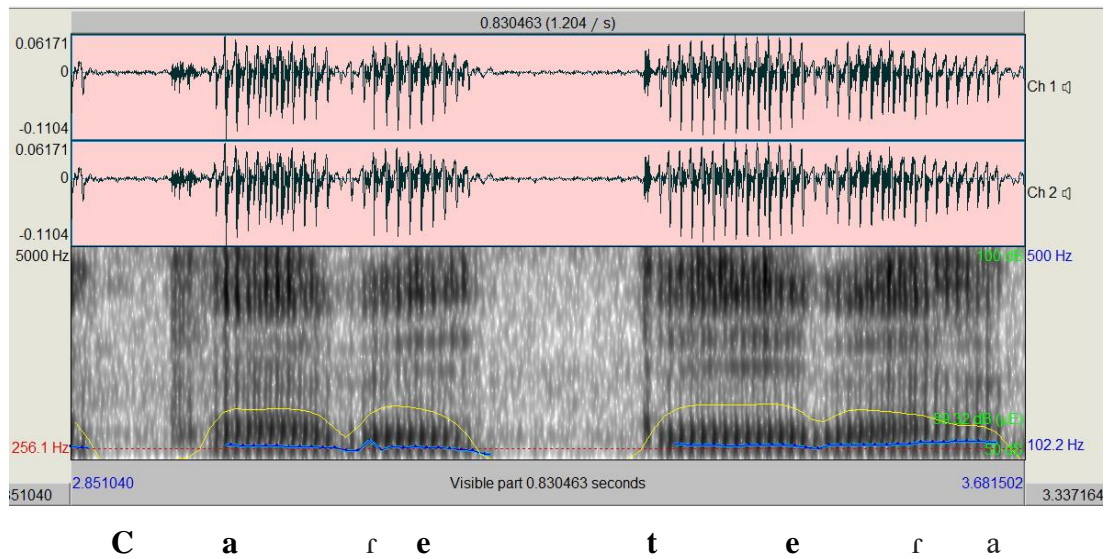 0.830463 (1.204 / s)
0.06171
0
-0.1104
Ch 1
0.06171
0
-0.1104
Ch 2
5000 Hz
100 dB
500 Hz
256.1 Hz
50 dB
102.2 Hz
2.851040
Visible part 0.830463 seconds
3.681502
3.337164
C a ɾ e t e ɾ a